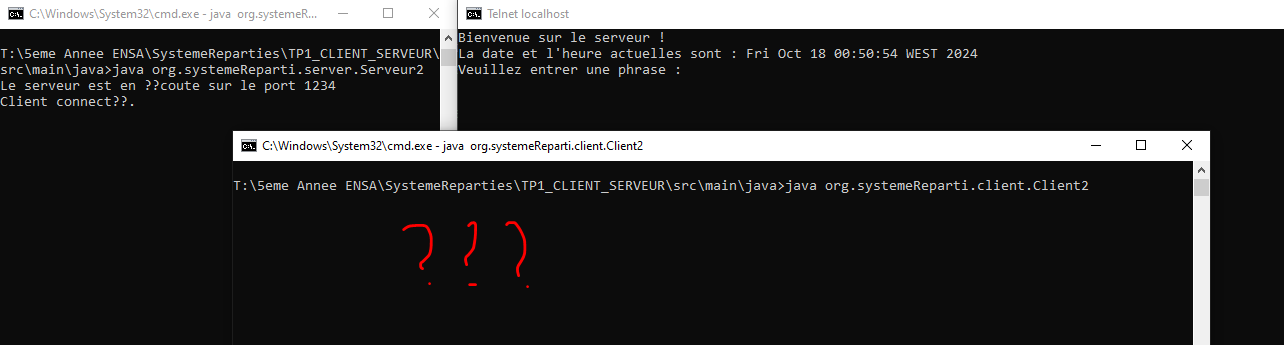 C:\Windows\System32\cmd.exe - java org.systemeR...
T:\5eme Annee ENSA\SystemeReparties\TP1_CLIENT_SERVEUR\
src\main\java>java org.systemeReparti.server.Serveur2
Le serveur est en ??coute sur le port 1234
Client connect??.
Telnet localhost
Bienvenue sur le serveur !
La date et l'heure actuelles sont : Fri Oct 18 00:50:54 WEST 2024
Veuillez entrer une phrase :
C:\Windows\System32\cmd.exe - java org.systemeReparti.client.Client2
T:\5eme Annee ENSA\SystemeReparties\TP1_CLIENT_SERVEUR\src\main\java>java org.systemeReparti.client.Client2
? ? ?